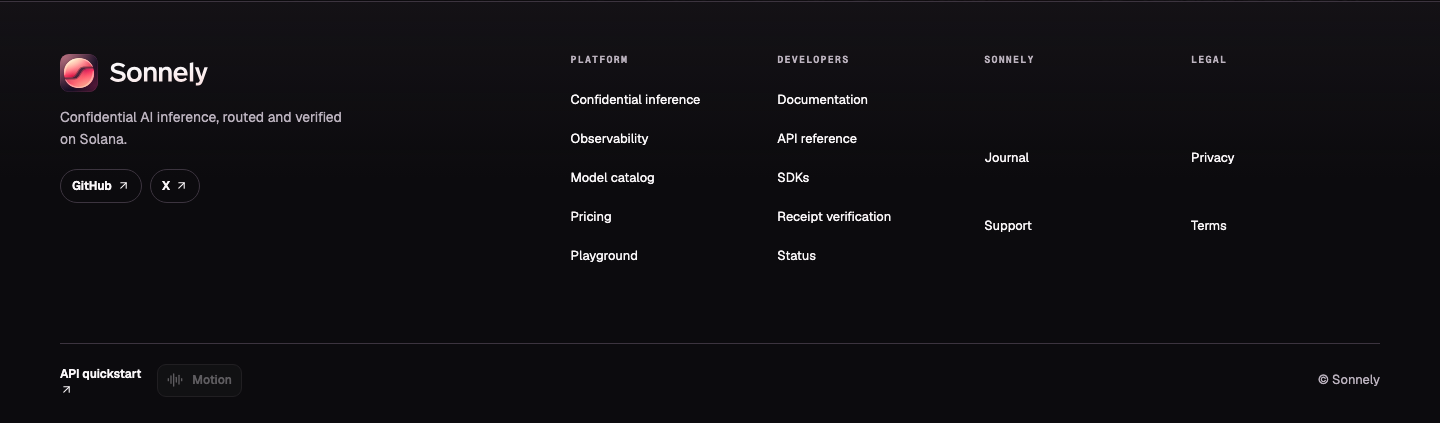 Sonnely
Confidential AI inference, routed and verified
on Solana.
GitHub ↗
X ↗
PLATFORM
Confidential inference
Observability
Model catalog
Pricing
Playground
DEVELOPERS
Documentation
API reference
SDKs
Receipt verification
Status
SONNELY
Journal
Support
LEGAL
Privacy
Terms
API quickstart
↗
Motion
© Sonnely